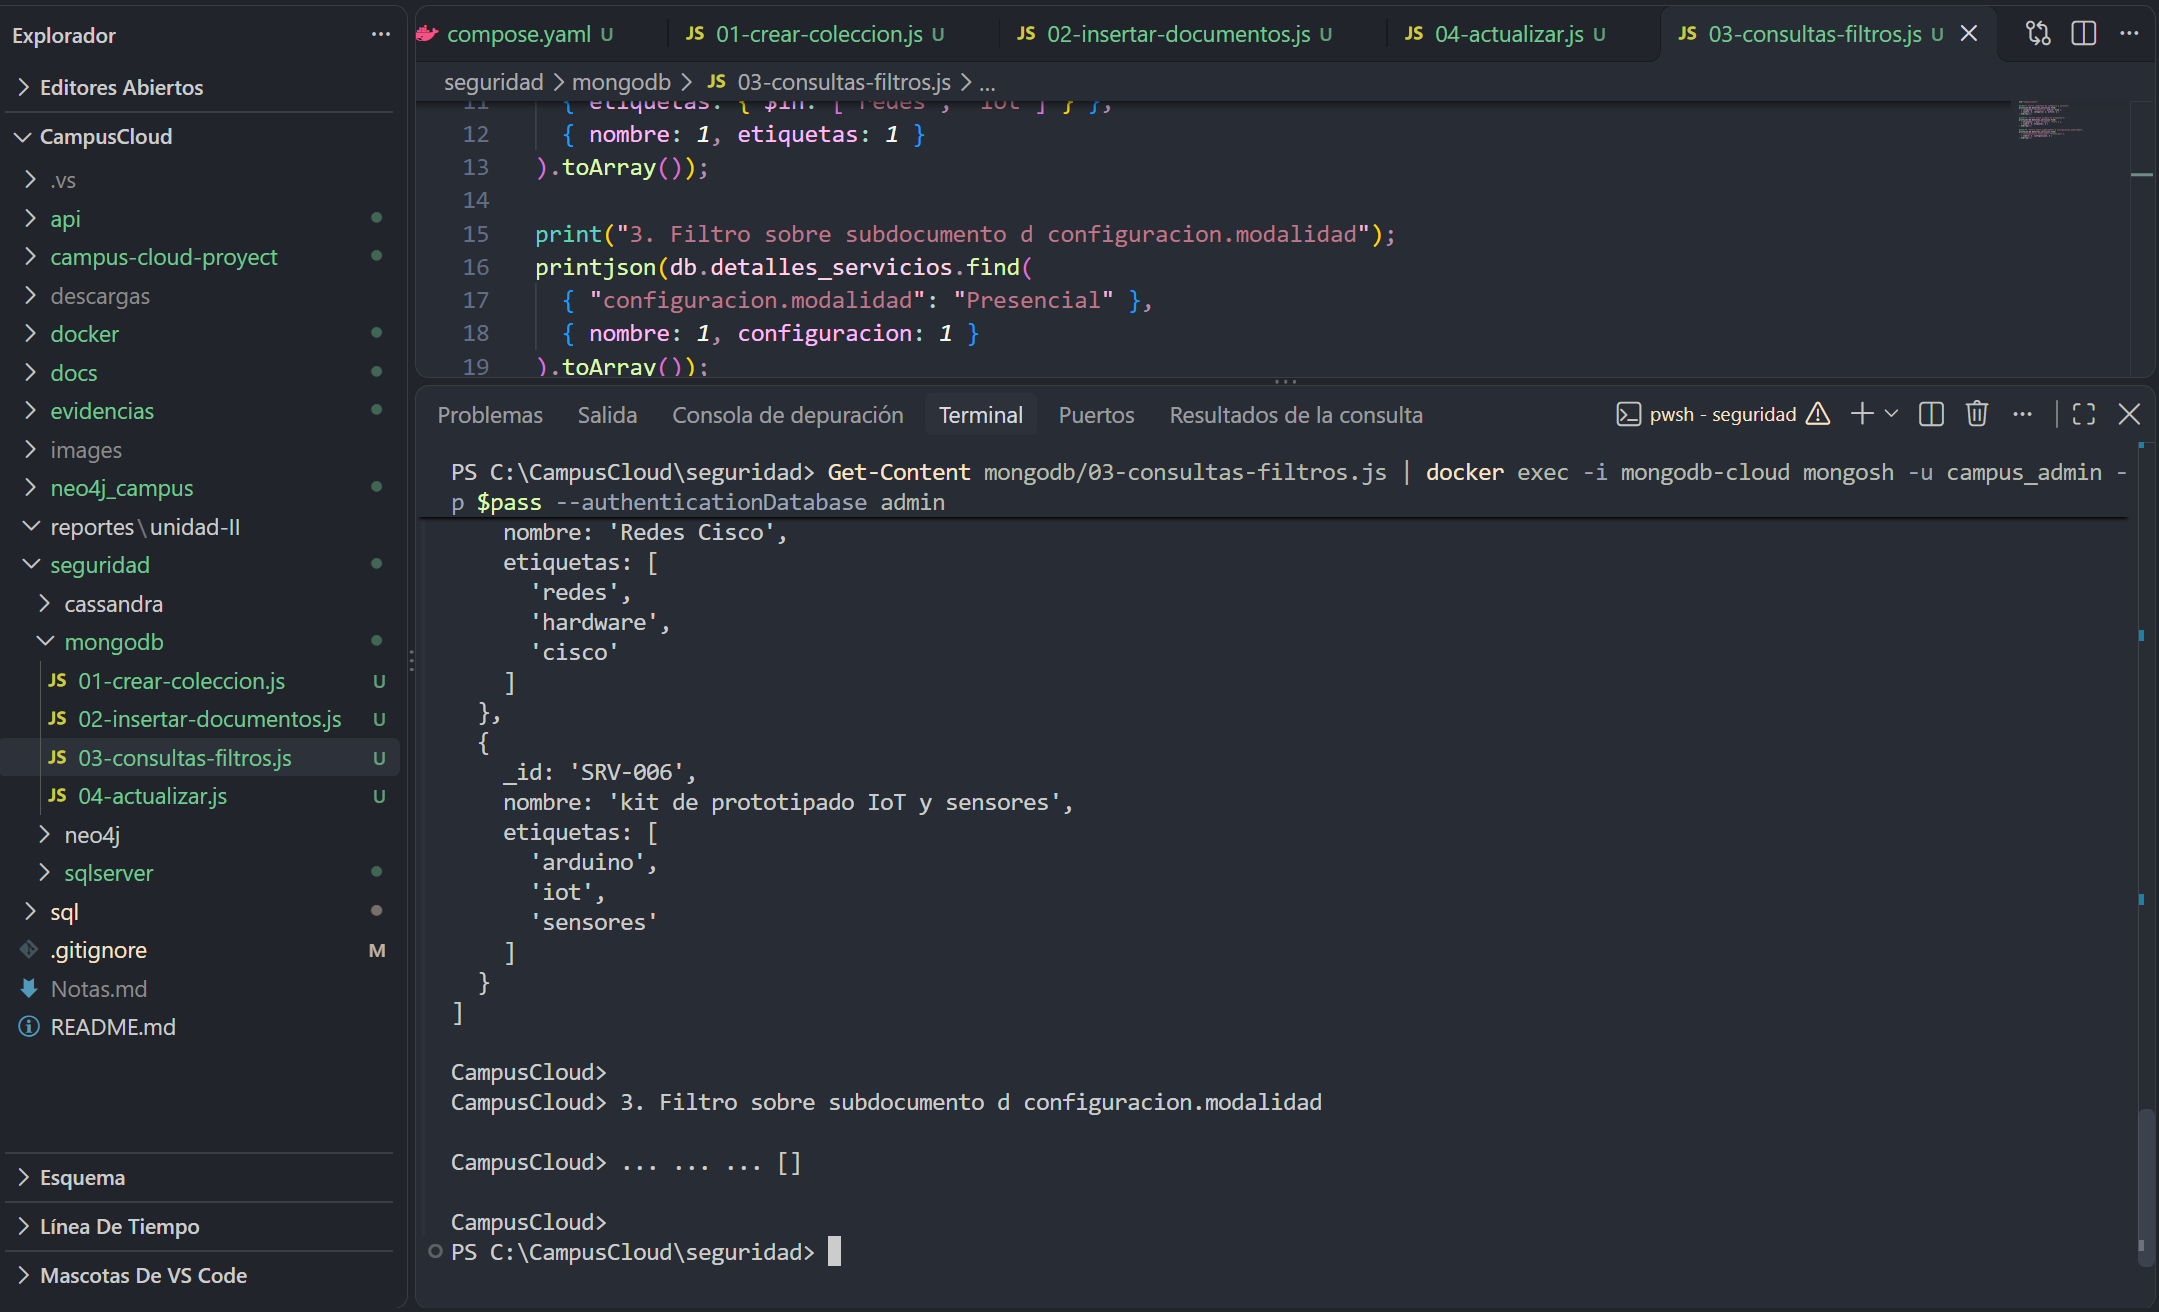 Explorador
Editores Abiertos
CampusCloud
.vs
api
campus-cloud-proyect
descargas
docker
docs
evidencias
images
neo4j_campus
reportes\unidad-II
seguridad
cassandra
mongodb
JS 01-crear-coleccion.js U
JS 02-insertar-documentos.js U
JS 03-consultas-filtros.js U
JS 04-actualizar.js U
neo4j
sqlserver
sql
.gitignore M
Notas.md
README.md
Esquema
Línea De Tiempo
Mascotas De VS Code
compose.yaml U JS 01-crear-coleccion.js U JS 02-insertar-documentos.js U JS 04-actualizar.js U JS 03-consultas-filtros.js U
seguridad > mongodb > JS 03-consultas-filtros.js > ...
11 { etiquetas: { $in: ["redes", "iot"] } },
12 { nombre: 1, etiquetas: 1 }
13 ).toArray());
14
15 print("3. Filtro sobre subdocumento d configuracion.modalidad");
16 printjson(db.detalles_servicios.find(
17 { "configuracion.modalidad": "Presencial" },
18 { nombre: 1, configuracion: 1 }
19 ).toArray());
Problemas Salida Consola de depuración Terminal Puertos Resultados de la consulta pwsh - seguridad
PS C:\CampusCloud\seguridad> Get-Content mongodb/03-consultas-filtros.js | docker exec -i mongodb-cloud mongosh -u campus_admin -
p $pass --authenticationDatabase admin
nombre: 'Redes Cisco',
etiquetas: [
'redes',
'hardware',
'cisco'
]
},
{
_id: 'SRV-006',
nombre: 'kit de prototipado IoT y sensores',
etiquetas: [
'arduino',
'iot',
'sensores'
]
}
]
CampusCloud>
CampusCloud> 3. Filtro sobre subdocumento d configuracion.modalidad
CampusCloud> ... ... ... []
CampusCloud>
PS C:\CampusCloud\seguridad>